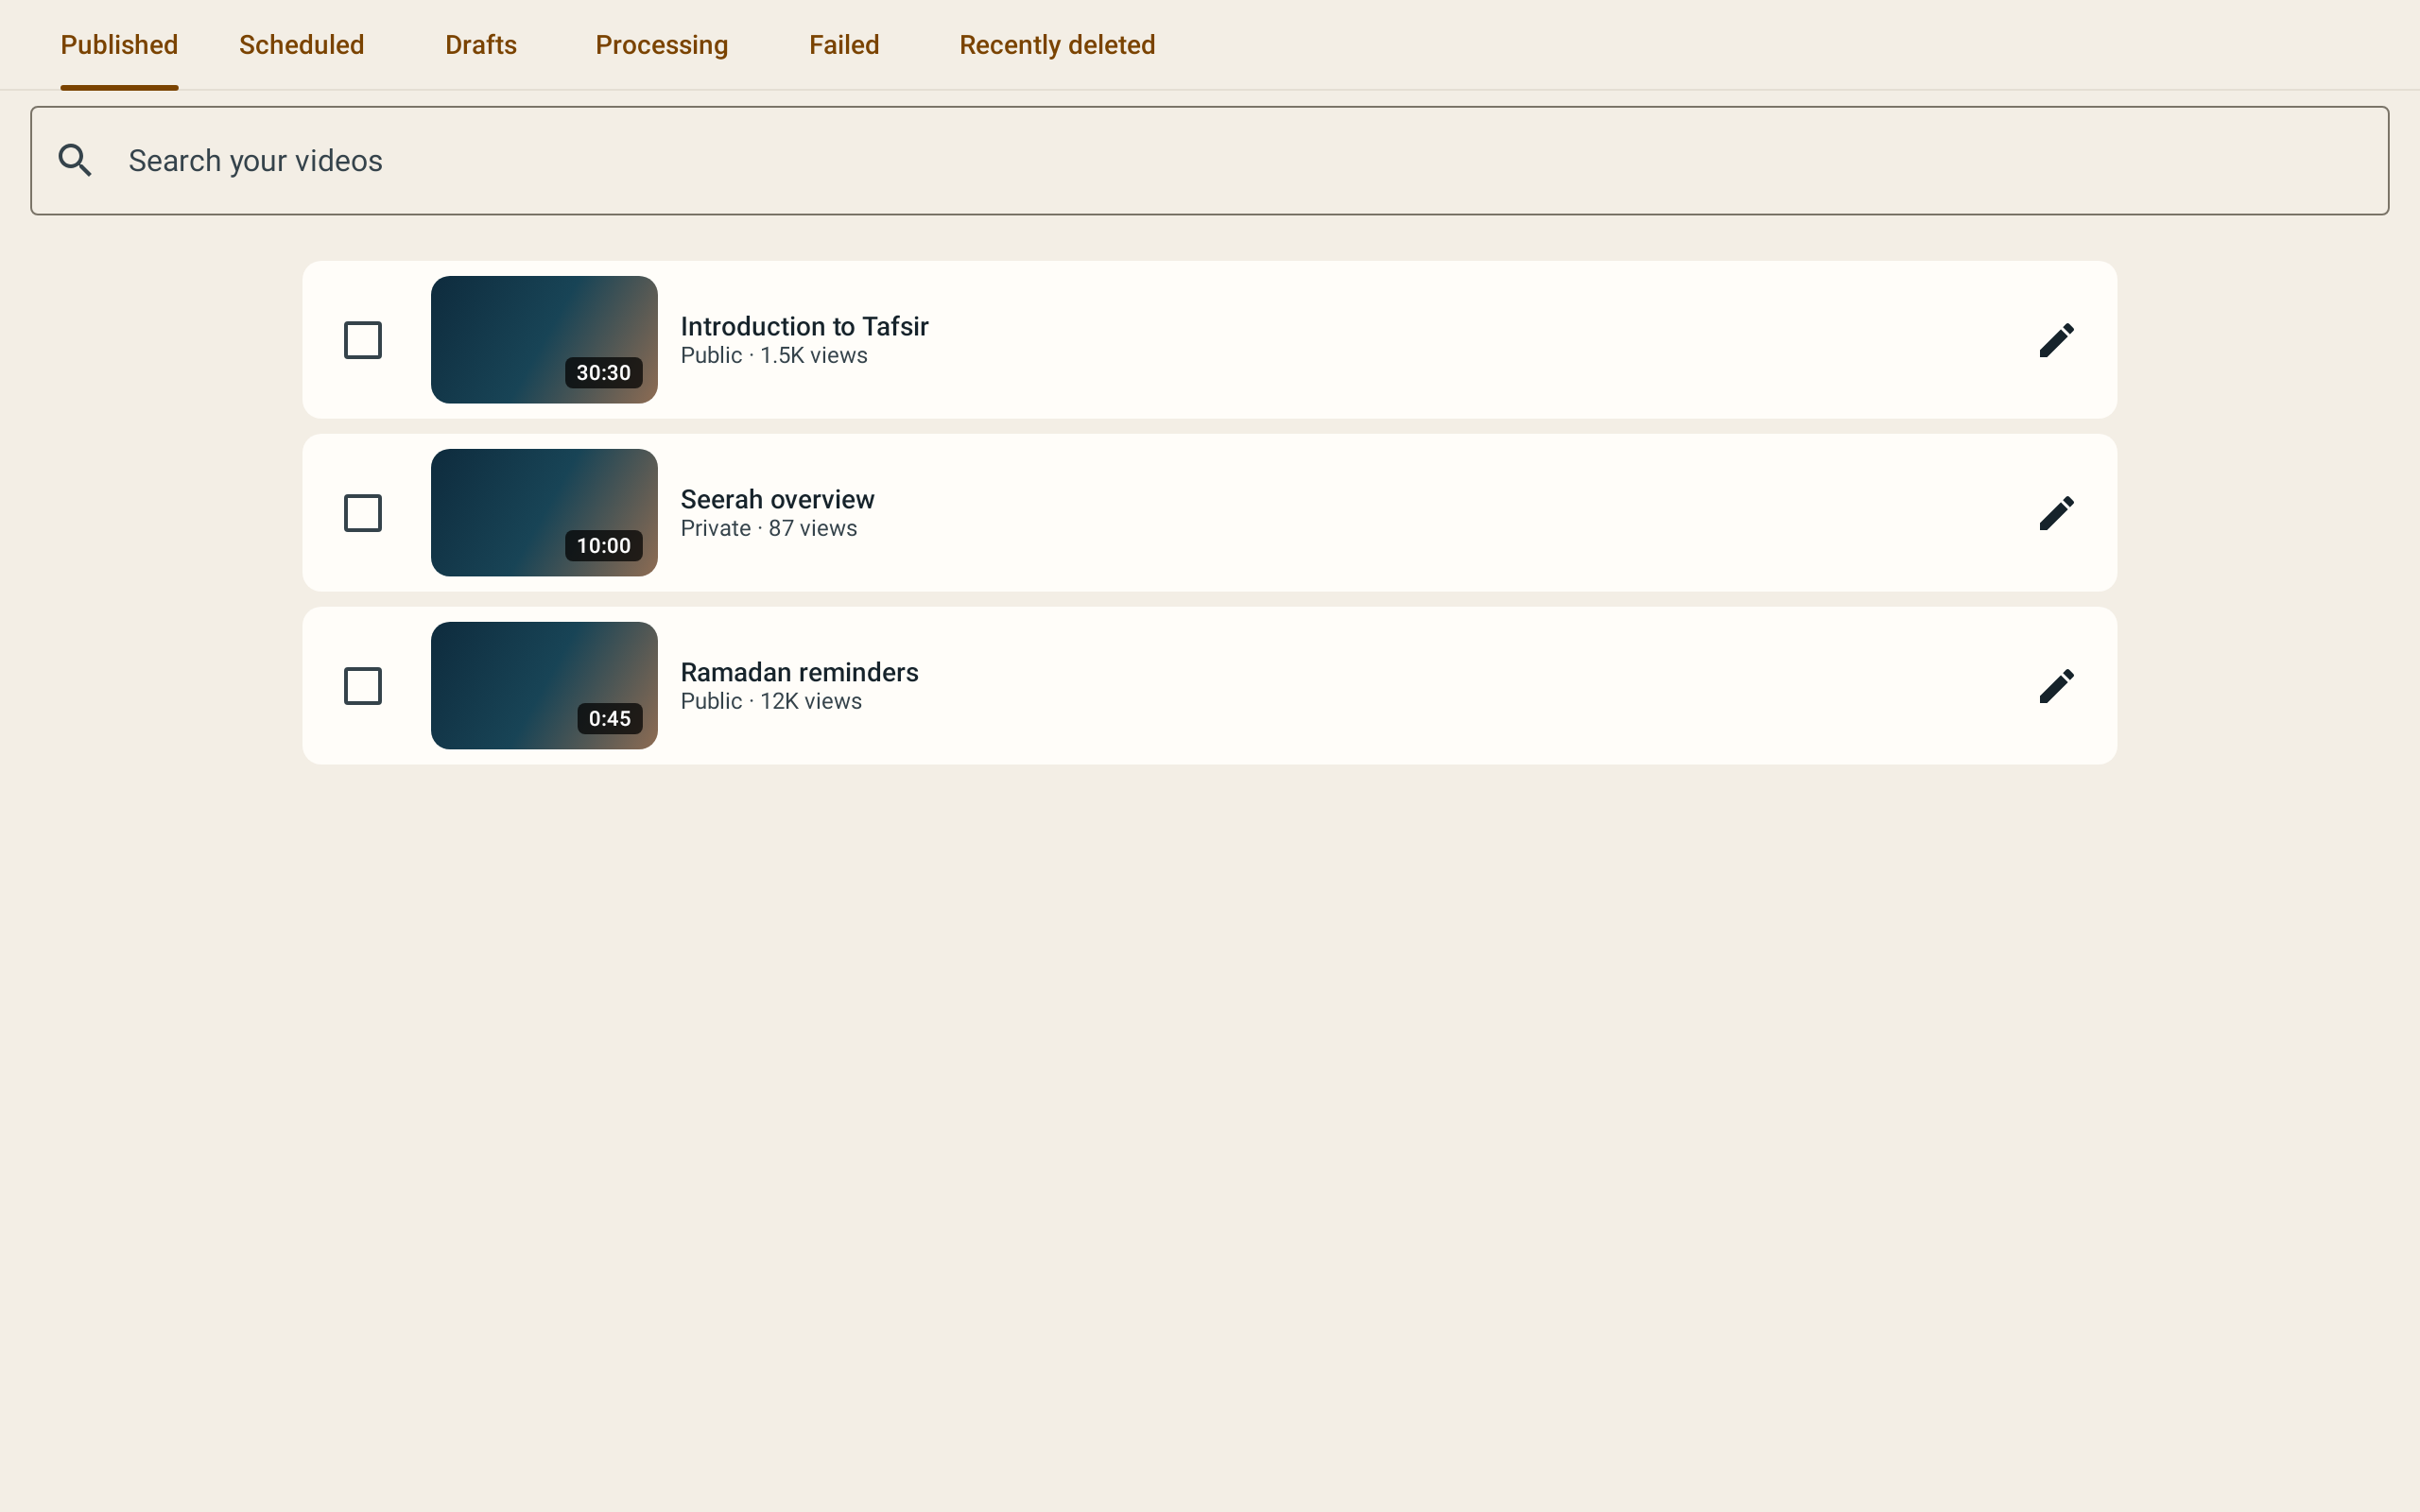 Published Scheduled Drafts Processing Failed Recently deleted
Search your videos
30:30
Introduction to Tafsir
Public · 1.5K views
10:00
Seerah overview
Private · 87 views
0:45
Ramadan reminders
Public · 12K views